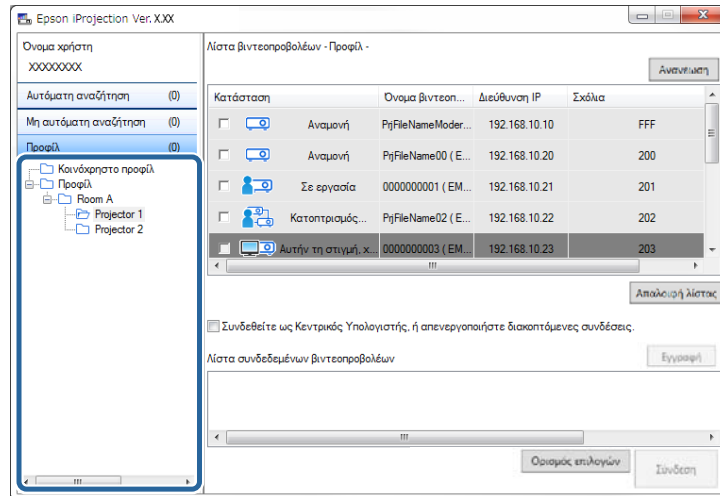 Epson iProjection Ver. X.XX
Όνομα χρήστη
XXXXXXXX
Αυτόματη αναζήτηση (0)
Μη αυτόματη αναζήτηση (0)
Προφίλ (0)
Κοινόχρηστο προφίλ
Προφίλ
Room A
Projector 1
Projector 2
Λίστα βιντεοπροβολέων - Προφίλ -
Ανανεωση
Κατάσταση Όνομα βιντεοπ... Διεύθυνση IP Σχόλια
Αναμονή PrjFileNameModer... 192.168.10.10 FFF
Αναμονή PrjFileName00 ( E... 192.168.10.20 200
Σε εργασία 0000000001 ( EM... 192.168.10.21 201
Κατοπτρισμός... PrjFileName02 ( E... 192.168.10.22 202
Αυτήν τη στιγμή, χ... 0000000003 ( EM... 192.168.10.23 203
Απαλοιφή λίστας
Συνδεθείτε ως Κεντρικός Υπολογιστής, ή απενεργοποιήστε διακοπτόμενες συνδέσεις.
Λίστα συνδεδεμένων βιντεοπροβολέων
Εγγραφή
Ορισμός επιλογών
Σύνδεση